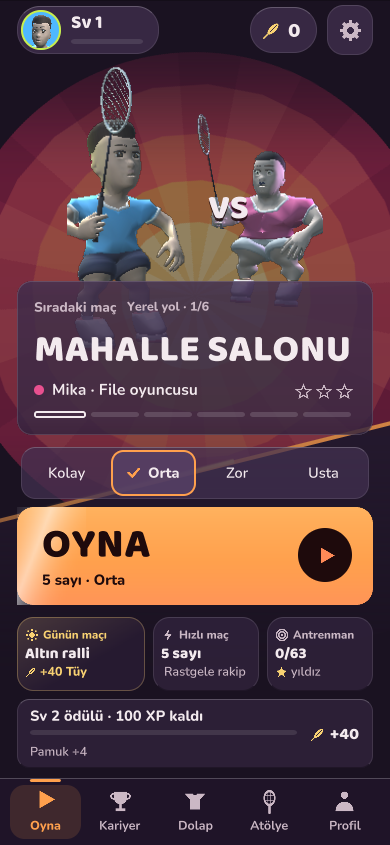 Sv 1
0
VS
Sıradaki maç Yerel yol · 1/6
MAHALLE SALONU
Mika · File oyuncusu
Kolay Orta Zor Usta
OYNA
5 sayı · Orta
Günün maçı
Altın ralli
+40 Tüy
Hızlı maç
5 sayı
Rastgele rakip
Antrenman
0/63
yıldız
Sv 2 ödülü · 100 XP kaldı
+40
Pamuk +4
Oyna Kariyer Dolap Atölye Profil